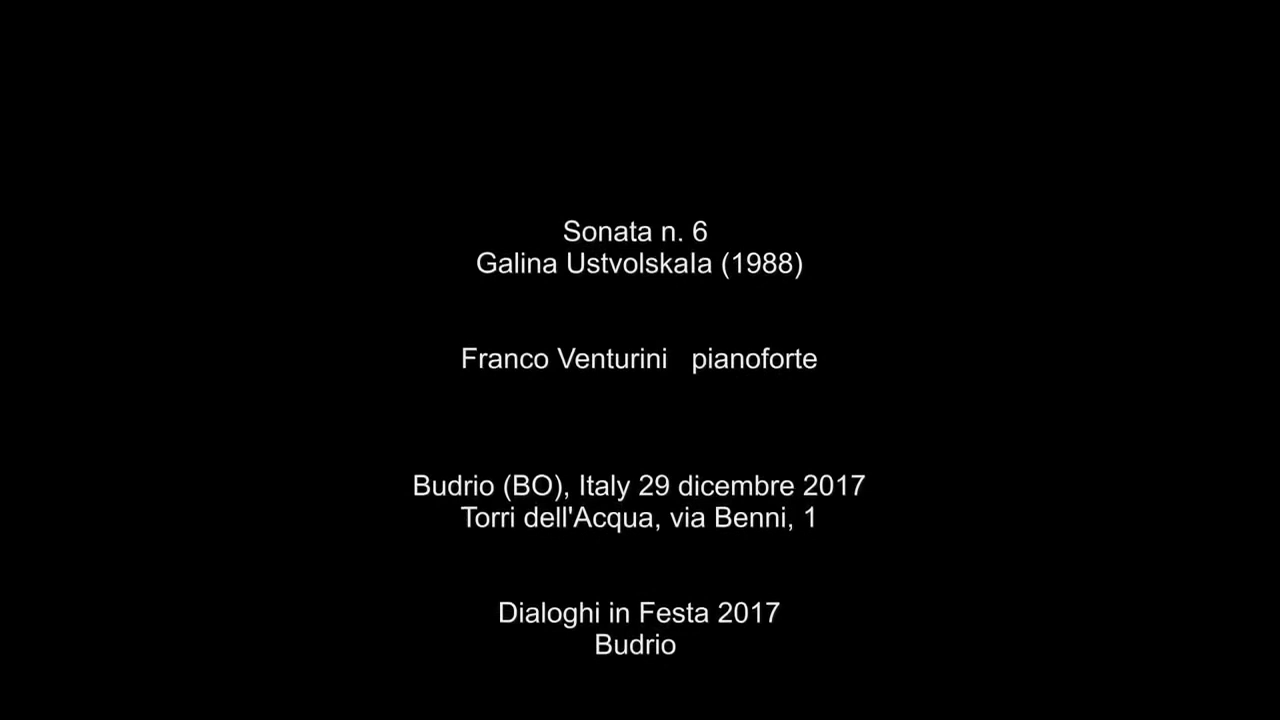 Sonata n. 6
Galina UstvolskaIa (1988)
Franco Venturini pianoforte
Budrio (BO), Italy 29 dicembre 2017
Torri dell'Acqua, via Benni, 1
Dialoghi in Festa 2017
Budrio